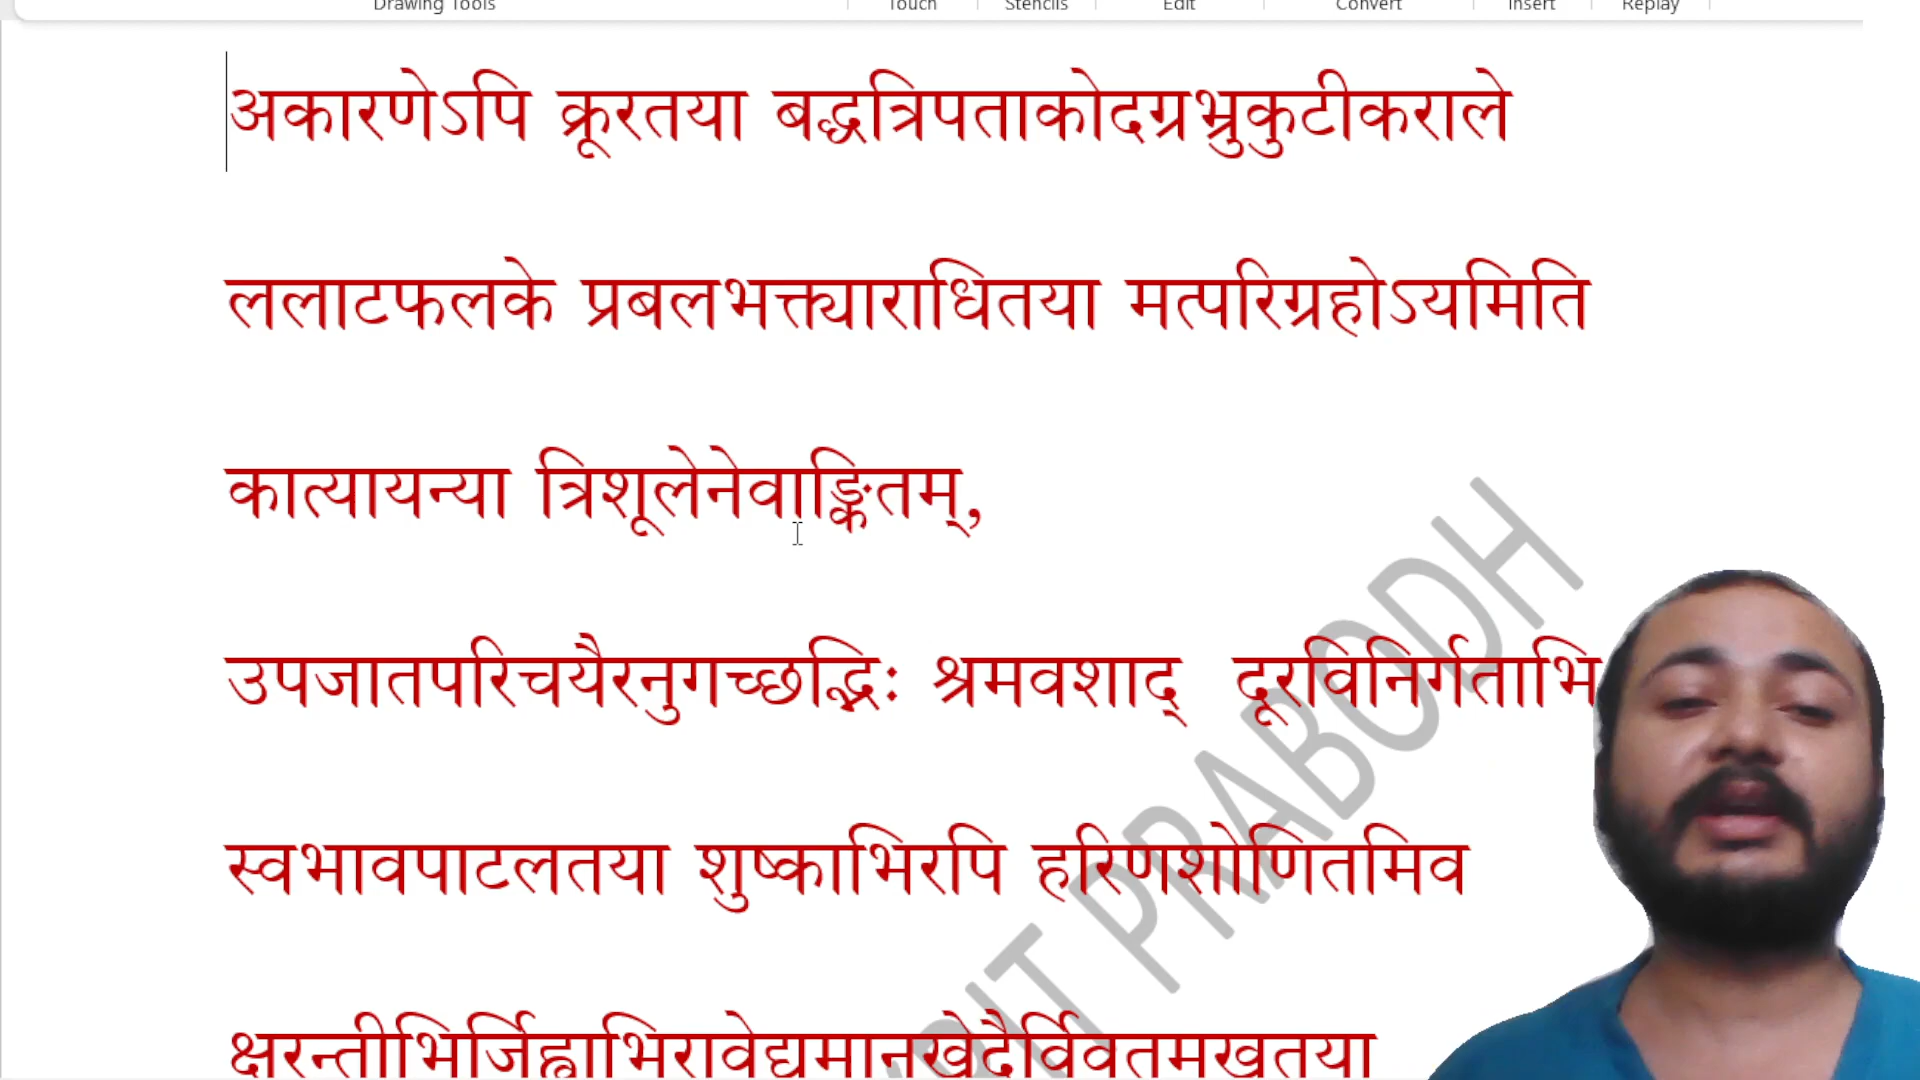 Drawing Tools Touch Stencils Edit Convert Insert Replay
अकारणेऽपि क्रूरतया बद्धत्रिपताकोदग्रभ्रुकुटीकराले
ललाटफलके प्रबलभक्त्याराधितया मत्परिग्रहोऽयमिति
कात्यायन्या त्रिशूलेनेवाङ्कितम्,
उपजातपरिचयैरनुगच्छद्भिः श्रमवशाद् दूरविनिर्गताभि
स्वभावपाटलतया शुष्काभिरपि हरिणशोणितमिव
क्षरन्तीभिर्जिह्वाभिरावेद्यमानखेदैर्विवृतमुखतया
PRABODH